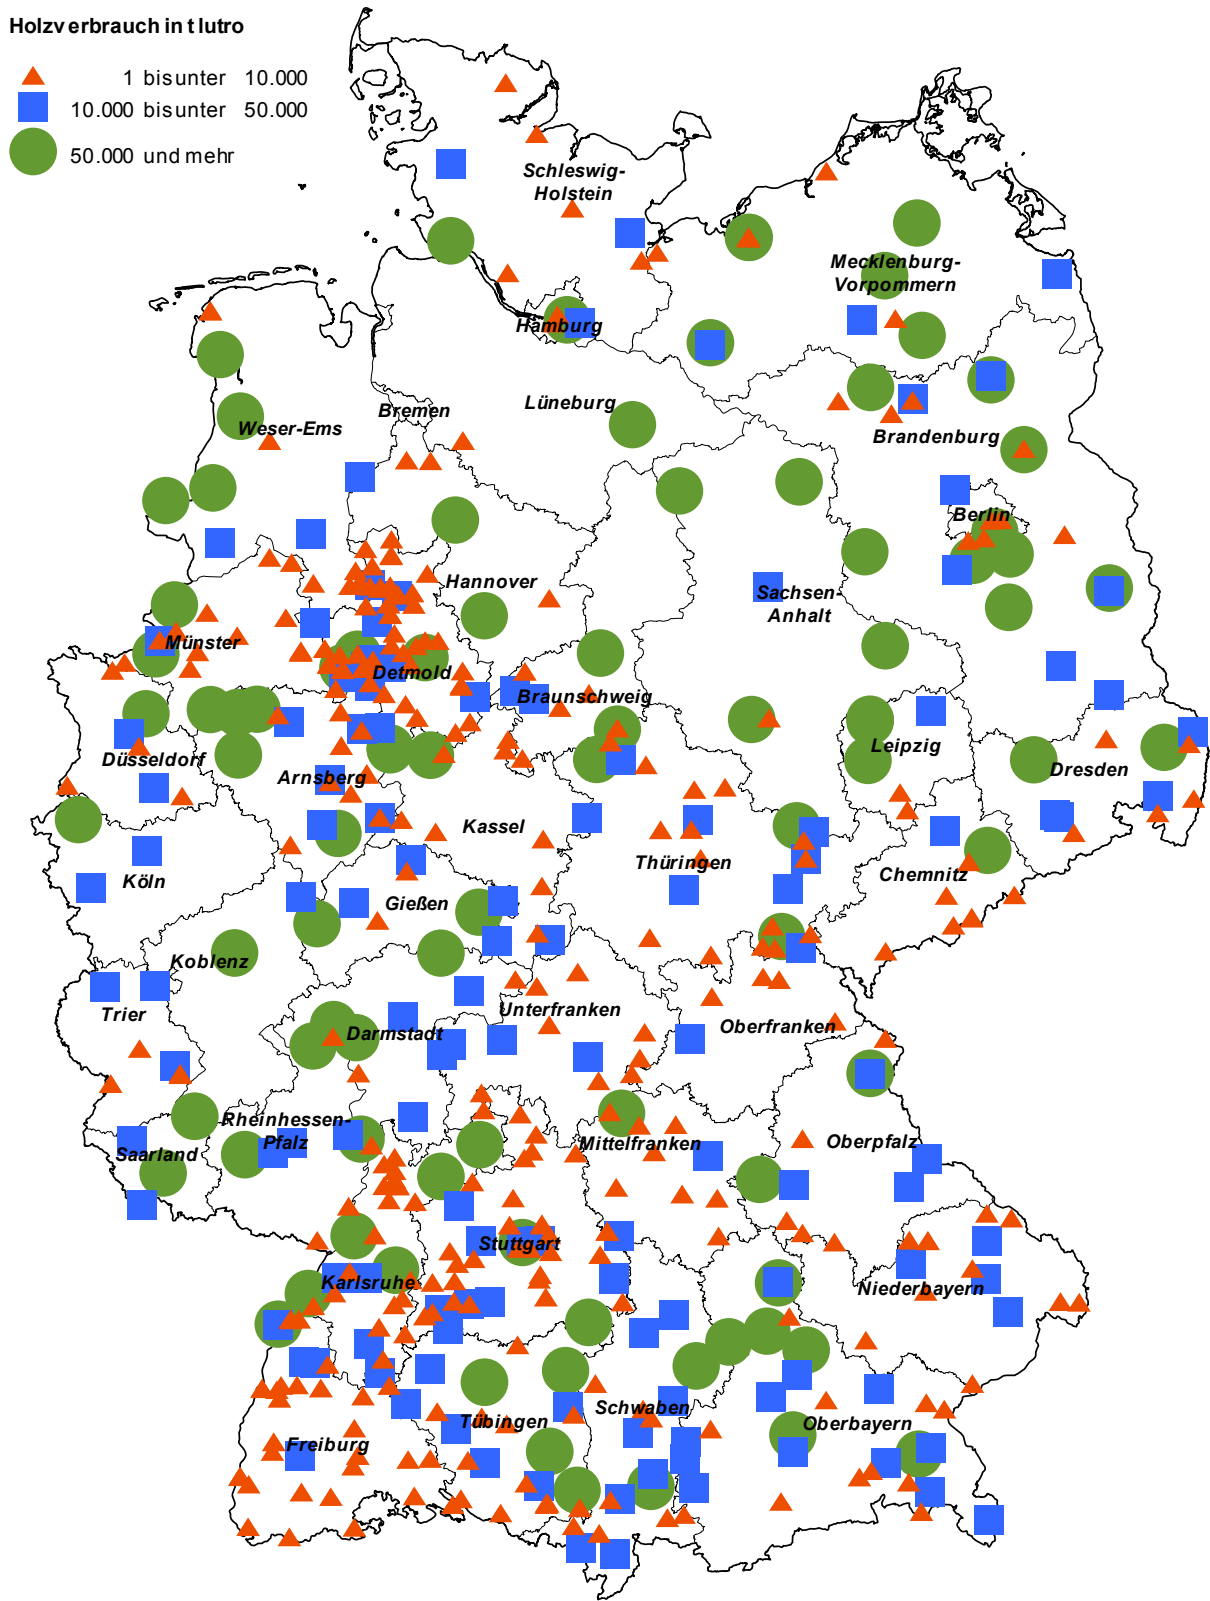 Holzverbrauch in t lutro
1 bis unter 10.000
10.000 bis unter 50.000
50.000 und mehr
Schleswig-
Holstein
Mecklenburg-
Vorpommern
Hamburg
Lüneburg
Bremen
Weser-Ems
Brandenburg
Berlin
Hannover
Sachsen-
Anhalt
Münster
Detmold
Braunschweig
Leipzig
Düsseldorf
Dresden
Arnsberg
Kassel
Thüringen
Chemnitz
Köln
Gießen
Koblenz
Trier
Unterfranken
Oberfranken
Darmstadt
Rheinhessen-
Pfalz
Mittelfranken
Oberpfalz
Saarland
Stuttgart
Karlsruhe
Niederbayern
Schwaben
Tübingen
Oberbayern
Freiburg